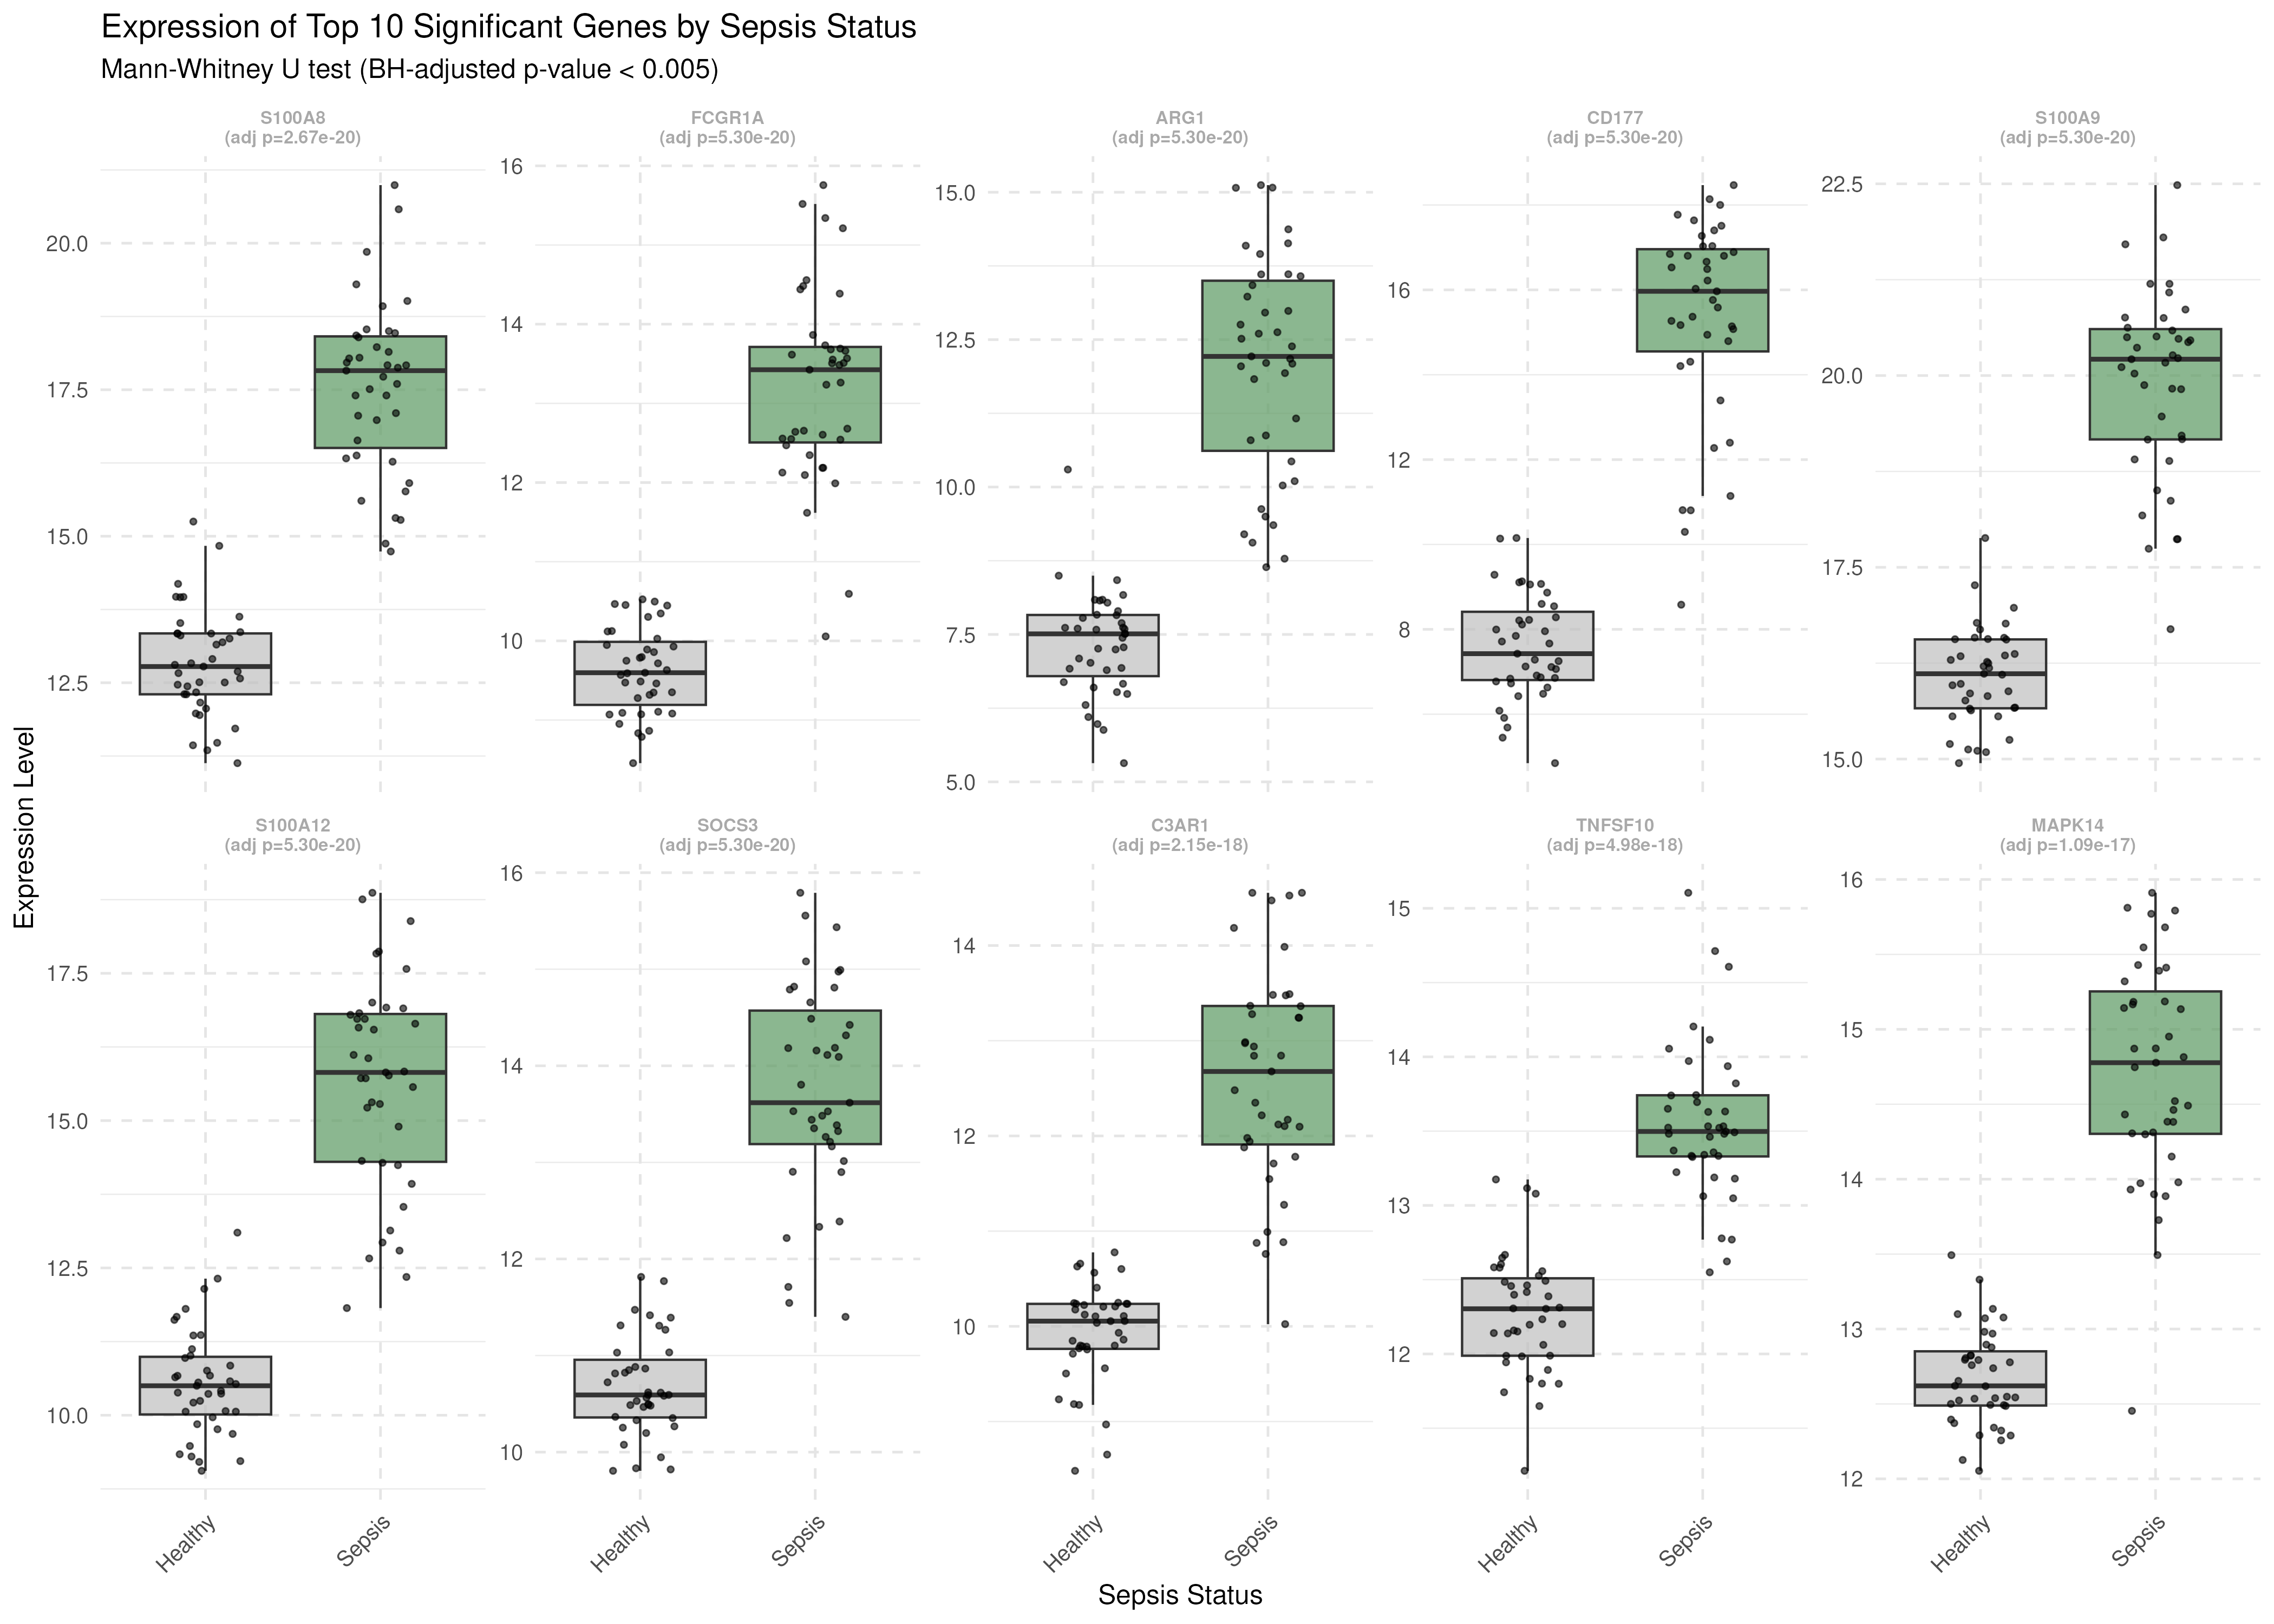 Expression of Top 10 Significant Genes by Sepsis Status
Mann-Whitney U test (BH-adjusted p-value < 0.005)
S100A8
(adj p=2.67e-20)
FCGR1A
(adj p=5.30e-20)
ARG1
(adj p=5.30e-20)
CD177
(adj p=5.30e-20)
S100A9
(adj p=5.30e-20)
20.0
17.5
15.0
12.5
16
14
12
10
15.0
12.5
10.0
7.5
5.0
16
12
8
22.5
20.0
17.5
15.0
Expression Level
S100A12
(adj p=5.30e-20)
SOCS3
(adj p=5.30e-20)
C3AR1
(adj p=2.15e-18)
TNFSF10
(adj p=4.98e-18)
MAPK14
(adj p=1.09e-17)
17.5
15.0
12.5
10.0
16
14
12
10
14
12
10
15
14
13
12
16
15
14
13
12
Healthy
Sepsis
Healthy
Sepsis
Healthy
Sepsis
Healthy
Sepsis
Healthy
Sepsis
Sepsis Status